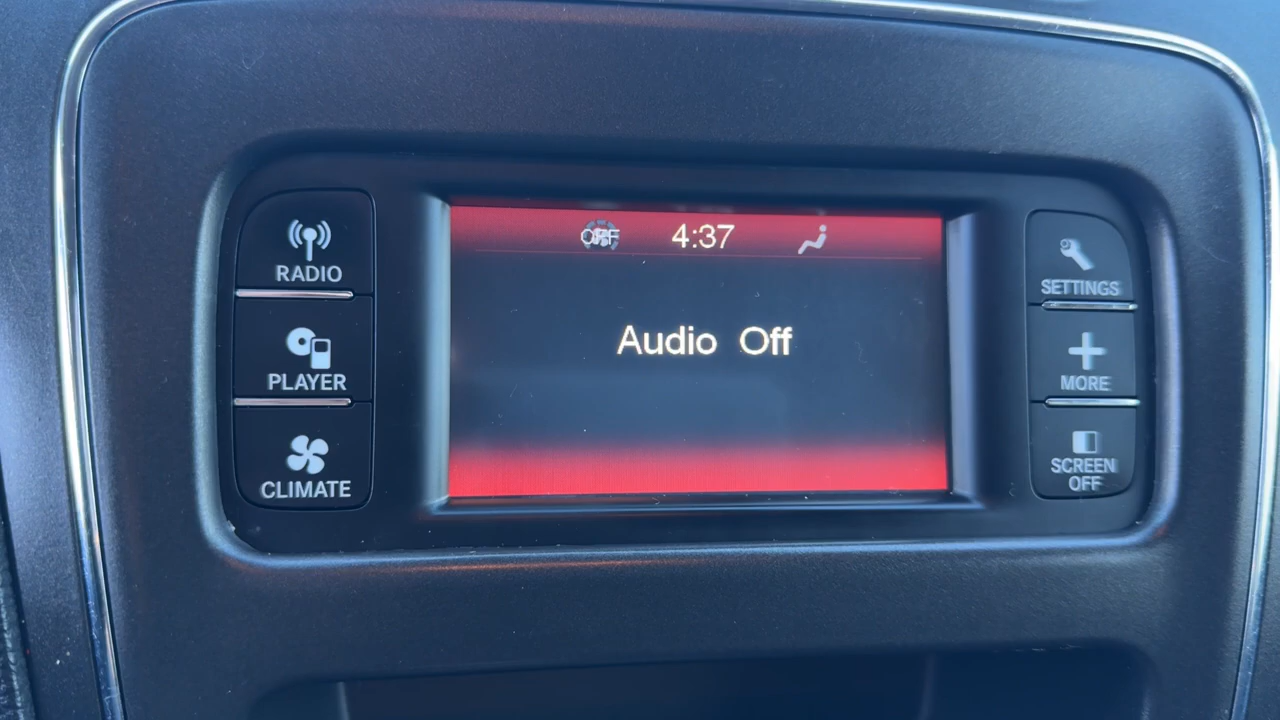 RADIO
PLAYER
CLIMATE
OFF 4:37
Audio Off
SETTINGS
MORE
SCREEN
OFF